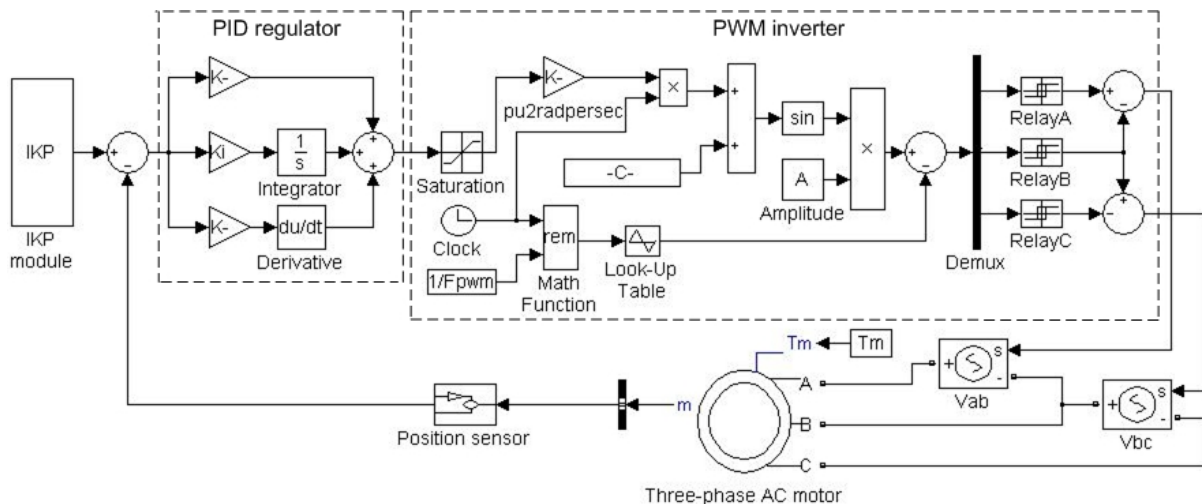 PID regulator
PWM inverter
K-
K-
pu2radpersec
×
+
+
sin
×
+
-
+
-
RelayA
IKP
IKP
module
+
-
Ki
1
s
Integrator
+
+
+
Saturation
-C-
A
Amplitude
RelayB
K-
du/dt
Derivative
Clock
1/Fpwm
rem
Math
Function
Look-Up
Table
Demux
+
-
RelayC
Tm
Tm
A
B
C
m
Three-phase AC motor
Position sensor
+
s
-
Vab
+
s
-
Vbc